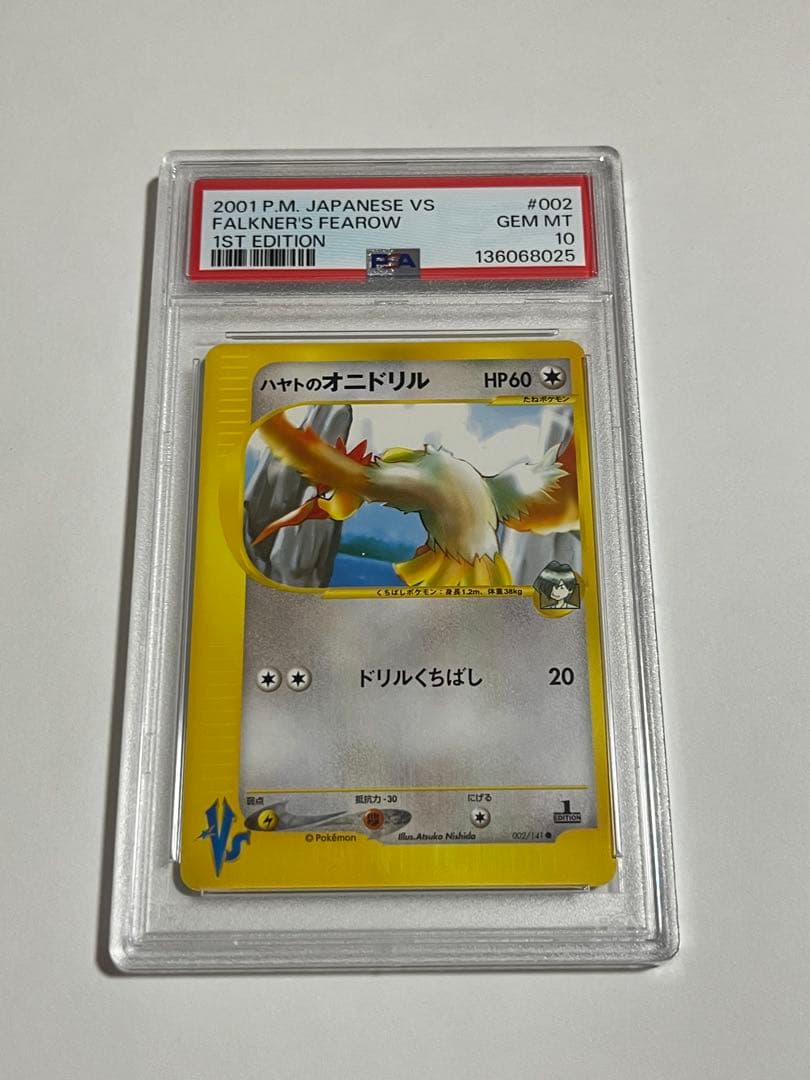 2001 P.M. JAPANESE VS #002
FALKNER'S FEAROW GEM MT
1ST EDITION 10
PSA 136068025
ハヤトのオニドリル HP60
たねポケモン
くちばしポケモン：身長1.2m、体重38kg
ドリルくちばし 20
弱点 抵抗力-30 にげる
1
EDITION
©Pokémon Illus.Atsuko Nishida 002/141
VS